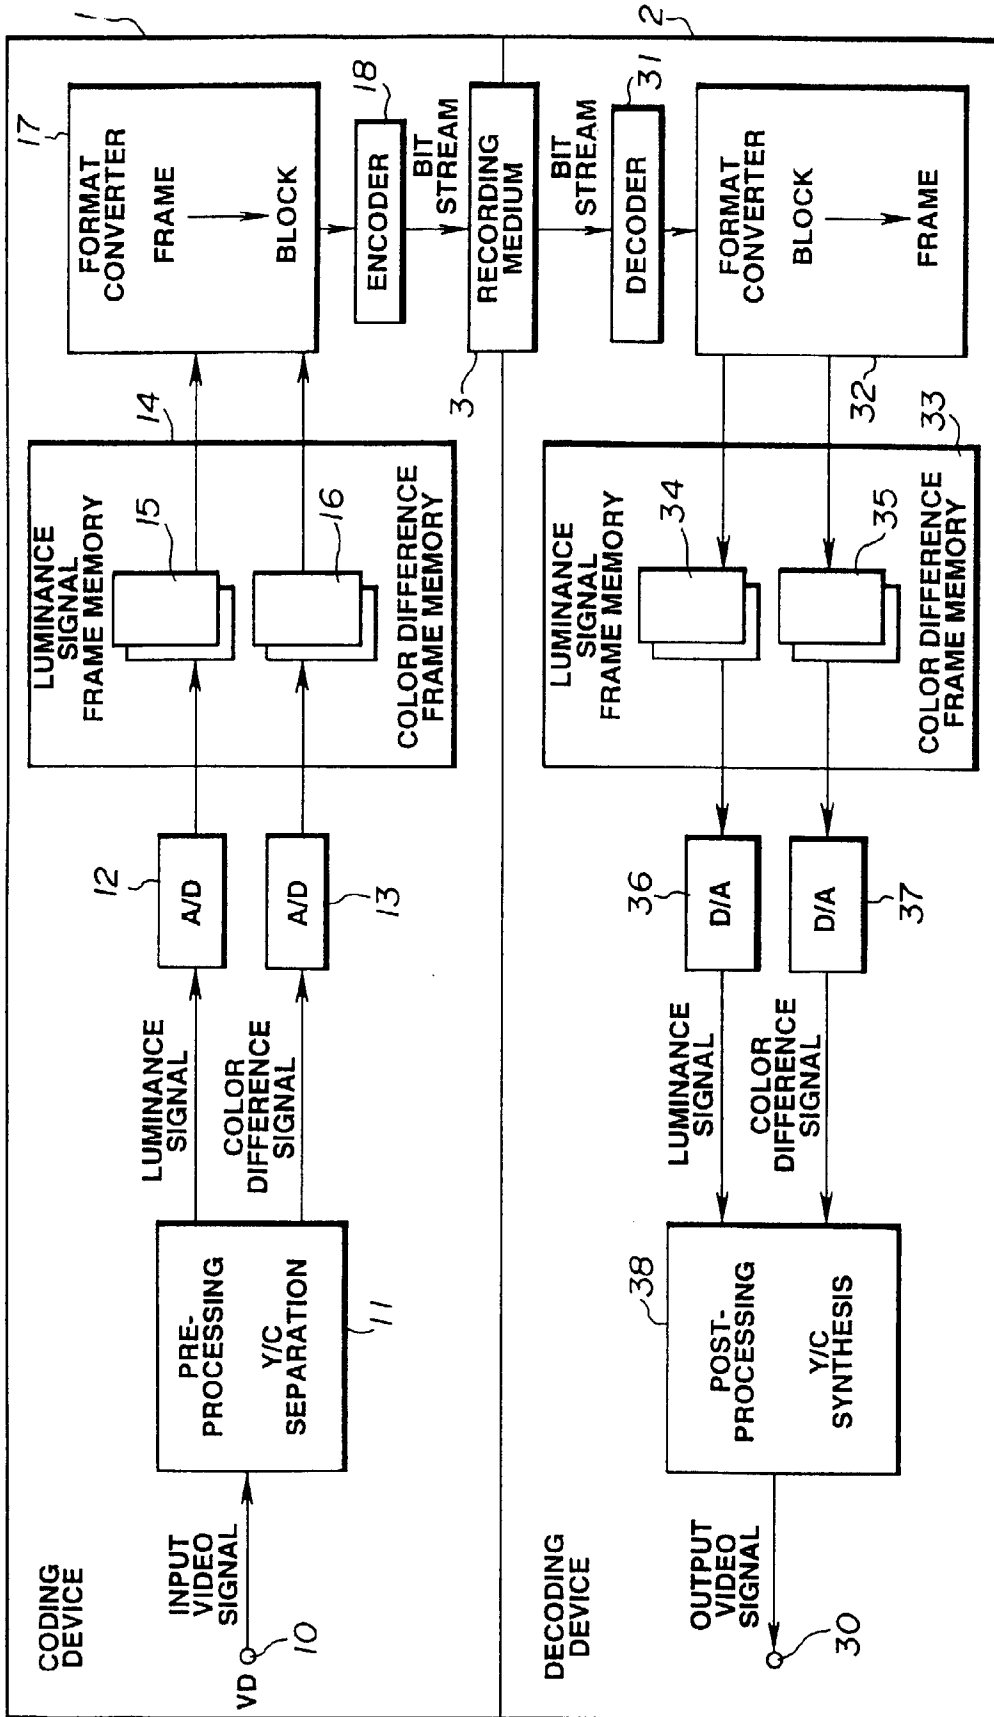 CODING
DEVICE
1
VD
10
INPUT
VIDEO
SIGNAL
PRE-
PROCESSING
Y/C
SEPARATION
11
LUMINANCE
SIGNAL
COLOR
DIFFERENCE
SIGNAL
12
A/D
A/D
13
14
LUMINANCE
SIGNAL
FRAME MEMORY
15
16
COLOR DIFFERENCE
FRAME MEMORY
17
FORMAT
CONVERTER
FRAME
BLOCK
18
ENCODER
BIT
STREAM
3
RECORDING
MEDIUM
BIT
STREAM
31
DECODER
DECODING
DEVICE
2
FORMAT
CONVERTER
BLOCK
FRAME
32
33
LUMINANCE
SIGNAL
FRAME MEMORY
34
35
COLOR DIFFERENCE
FRAME MEMORY
36
D/A
D/A
37
LUMINANCE
SIGNAL
COLOR
DIFFERENCE
SIGNAL
38
POST-
PROCESSING
Y/C
SYNTHESIS
OUTPUT
VIDEO
SIGNAL
30